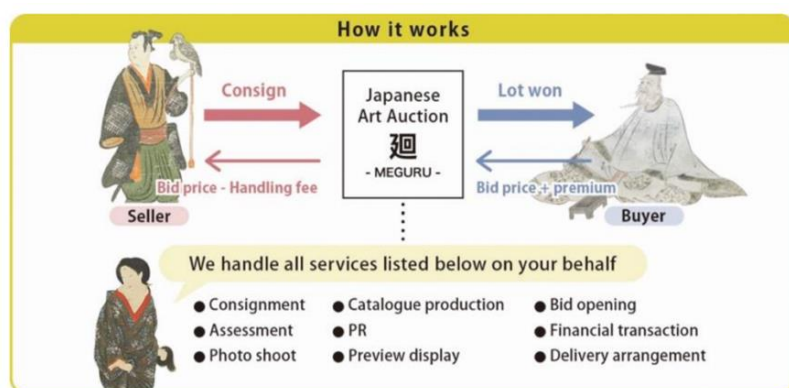 How it works
Consign
Japanese
Art Auction
廻
- MEGURU -
Lot won
Bid price - Handling fee
Bid price + premium
Seller
Buyer
We handle all services listed below on your behalf
● Consignment
● Catalogue production
● Bid opening
● Assessment
● PR
● Financial transaction
● Photo shoot
● Preview display
● Delivery arrangement